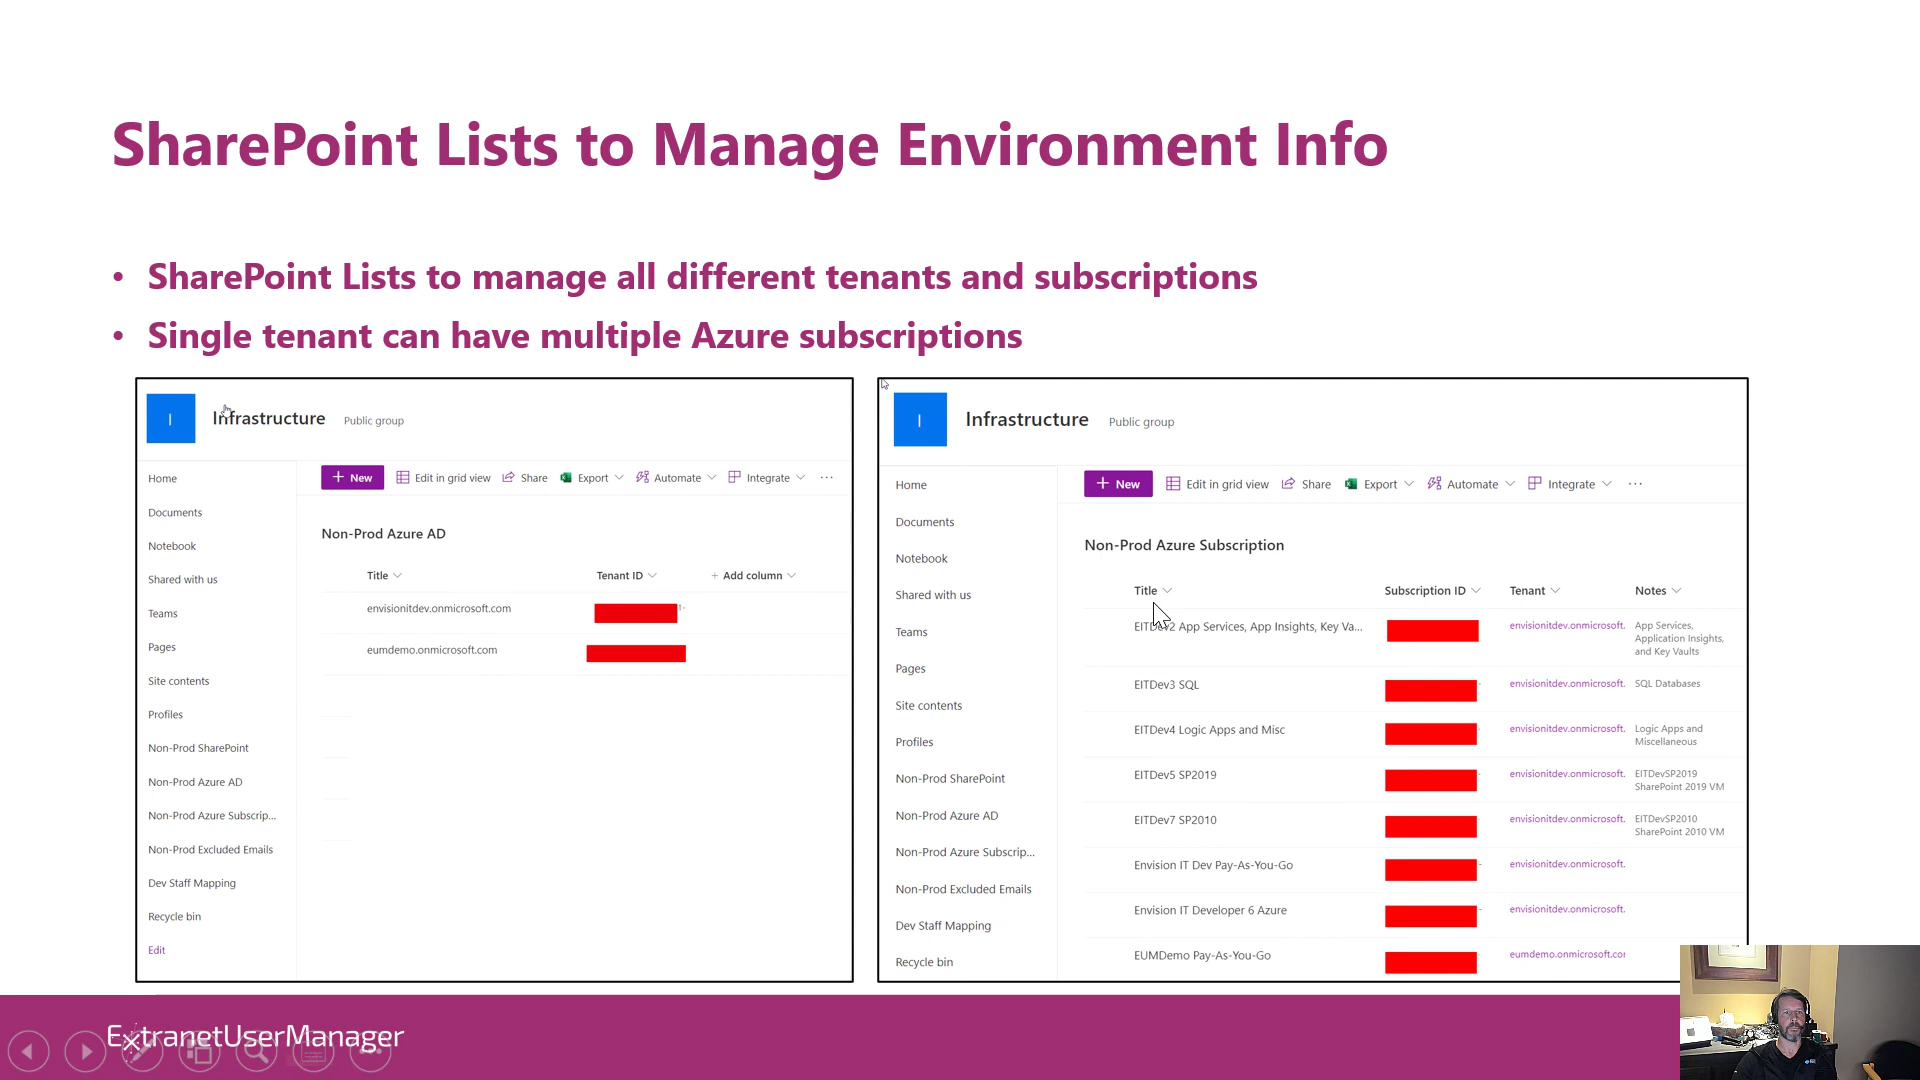 SharePoint Lists to Manage Environment Info
• SharePoint Lists to manage all different tenants and subscriptions
• Single tenant can have multiple Azure subscriptions
I
Infrastructure
Public group
Home
Documents
Notebook
Shared with us
Teams
Pages
Site contents
Profiles
Non-Prod SharePoint
Non-Prod Azure AD
Non-Prod Azure Subscrip...
Non-Prod Excluded Emails
Dev Staff Mapping
Recycle bin
Edit
+ New Edit in grid view Share Export Automate Integrate ...
Non-Prod Azure AD
Title Tenant ID + Add column
envisionitdev.onmicrosoft.com
eumdemo.onmicrosoft.com
I
Infrastructure
Public group
Home
Documents
Notebook
Shared with us
Teams
Pages
Site contents
Profiles
Non-Prod SharePoint
Non-Prod Azure AD
Non-Prod Azure Subscrip...
Non-Prod Excluded Emails
Dev Staff Mapping
Recycle bin
+ New Edit in grid view Share Export Automate Integrate ...
Non-Prod Azure Subscription
Title Subscription ID Tenant Notes
EITDev2 App Services, App Insights, Key Va... envisionitdev.onmicrosoft. App Services,
Application Insights,
and Key Vaults
EITDev3 SQL envisionitdev.onmicrosoft. SQL Databases
EITDev4 Logic Apps and Misc envisionitdev.onmicrosoft. Logic Apps and
Miscellaneous
EITDev5 SP2019 envisionitdev.onmicrosoft. EITDevSP2019
SharePoint 2019 VM
EITDev7 SP2010 envisionitdev.onmicrosoft. EITDevSP2010
SharePoint 2010 VM
Envision IT Dev Pay-As-You-Go envisionitdev.onmicrosoft.
Envision IT Developer 6 Azure envisionitdev.onmicrosoft.
EUMDemo Pay-As-You-Go eumdemo.onmicrosoft.cor
ExtranetUserManager